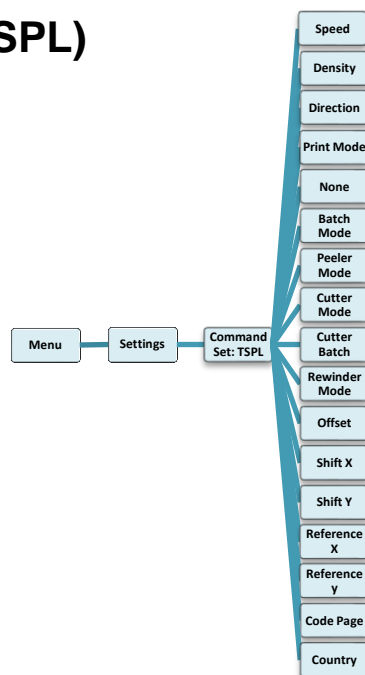 SPL)
Speed
Density
Direction
Print Mode
None
Batch
Mode
Peeler
Mode
Cutter
Mode
Menu
Settings
Command
Set: TSPL
Cutter
Batch
Rewinder
Mode
Offset
Shift X
Shift Y
Reference
X
Reference
y
Code Page
Country